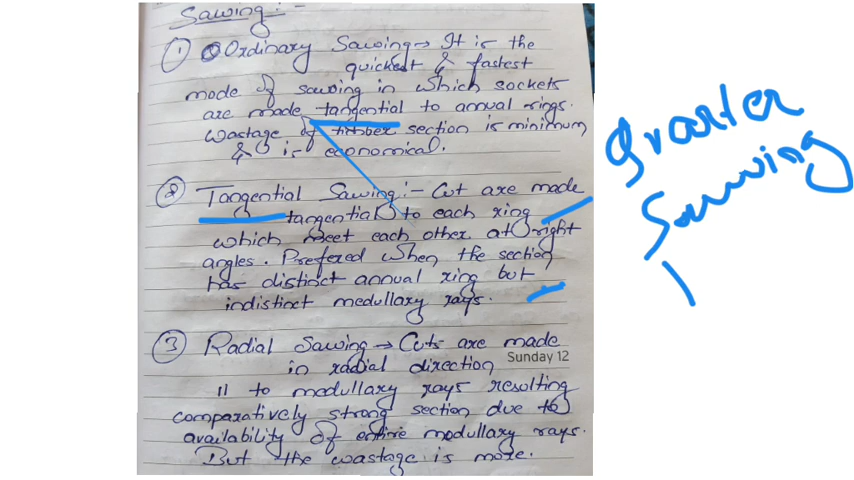 Sawing :-
① Ordinary Sawing → It is the
quickest & fastest
mode of sawing in which sockets
are made tangential to annual rings.
Wastage of timber section is minimum
& is economical.
② Tangential Sawing :- Cut are made
tangential to each ring
which meet each other at right
angles. Prefered when the section
has distinct annual ring but
indistinct medullary rays.
③ Radial Sawing → Cuts are made
in radial direction
Sunday 12
11 to medullary rays resulting
comparatively strong section due to
availability of entire medullary rays.
But the wastage is more.
Sawing